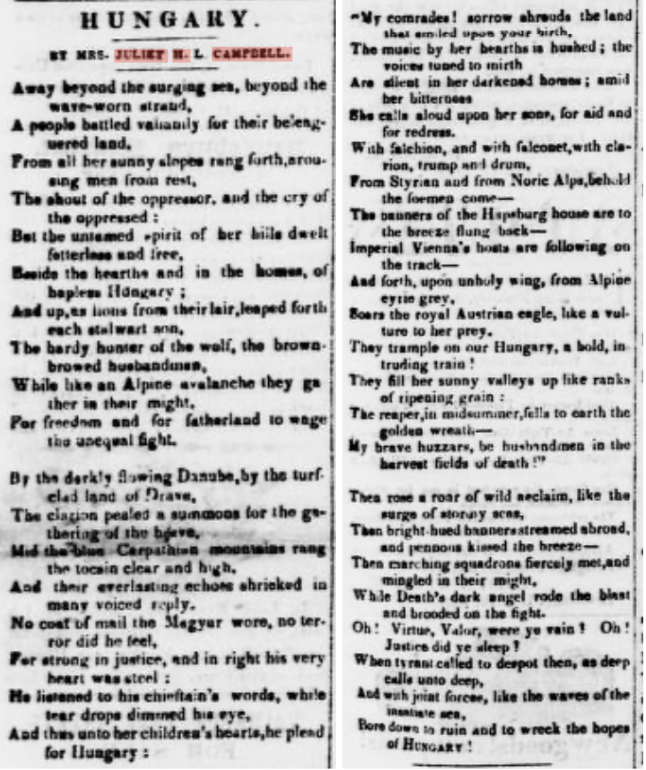 HUNGARY.
BY MRS. JULIET H. L. CAMPBELL.
Away beyond the surging sea, beyond the
wave-worn strand,
A people battled valiantly for their beleag-
uered land,
From all her sunny slopes rang forth, arou-
sing men from rest,
The shout of the oppressor, and the cry of
the oppressed :
But the untamed spirit of her hills dwelt
fetterless and free,
Beside the hearths and in the homes, of
hapless Hungary ;
And up, as lions from their lair, leaped forth
each stalwart son,
The hardy hunter of the wolf, the brown-
browed husbandman,
While like an Alpine avalanche they ga
ther in their might,
For freedom and for fatherland to wage
the unequal fight.
By the darkly flowing Danube, by the turf-
clad land of Drave,
The clarion pealed a summons for the ga-
thering of the brave,
Mid the blue Carpathian mountains rang
the tocsin clear and high,
And their everlasting echoes shrieked in
many voiced reply.
No coat of mail the Magyar wore, no ter-
ror did he feel,
For strong in justice, and in right his very
heart was steel :
He listened to his chieftain's words, while
tear drops dimmed his eye,
And thus unto her children's hearts, he plead
for Hungary :
"My comrades! sorrow shrouds the land
that smiled upon your birth,
The music by her hearths is hushed ; the
voices tuned to mirth
Are silent in her darkened homes ; amid
her bitterness
She calls aloud upon her sons, for aid and
for redress.
With falchion, and with falconet, with cla-
rion, trump and drum,
From Styrian and from Noric Alps, behold
the foemen come—
The banners of the Hapsburg house are to
the breeze flung back—
Imperial Vienna's hosts are following on
the track—
And forth, upon unholy wing, from Alpine
eyrie grey,
Soars the royal Austrian eagle, like a vul-
ture to her prey.
They trample on our Hungary, a bold, in-
truding train !
They fill her sunny valleys up like ranks
of ripening grain :
The reaper, in midsummer, fells to earth the
golden wreath—
My brave huzzars, be husbandmen in the
harvest fields of death !"
Then rose a roar of wild acclaim, like the
surge of stormy seas,
Then bright-hued banners streamed abroad,
and pennons kissed the breeze—
Then marching squadrons fiercely met, and
mingled in their might,
While Death's dark angel rode the blast
and brooded on the fight.
Oh! Virtue, Valor, were ye vain ? Oh!
Justice did ye sleep ?
When tyrant called to despot then, as deep
calls unto deep,
And with joint forces, like the waves of the
insatiate sea,
Bore down to ruin and to wreck the hopes
of HUNGARY !